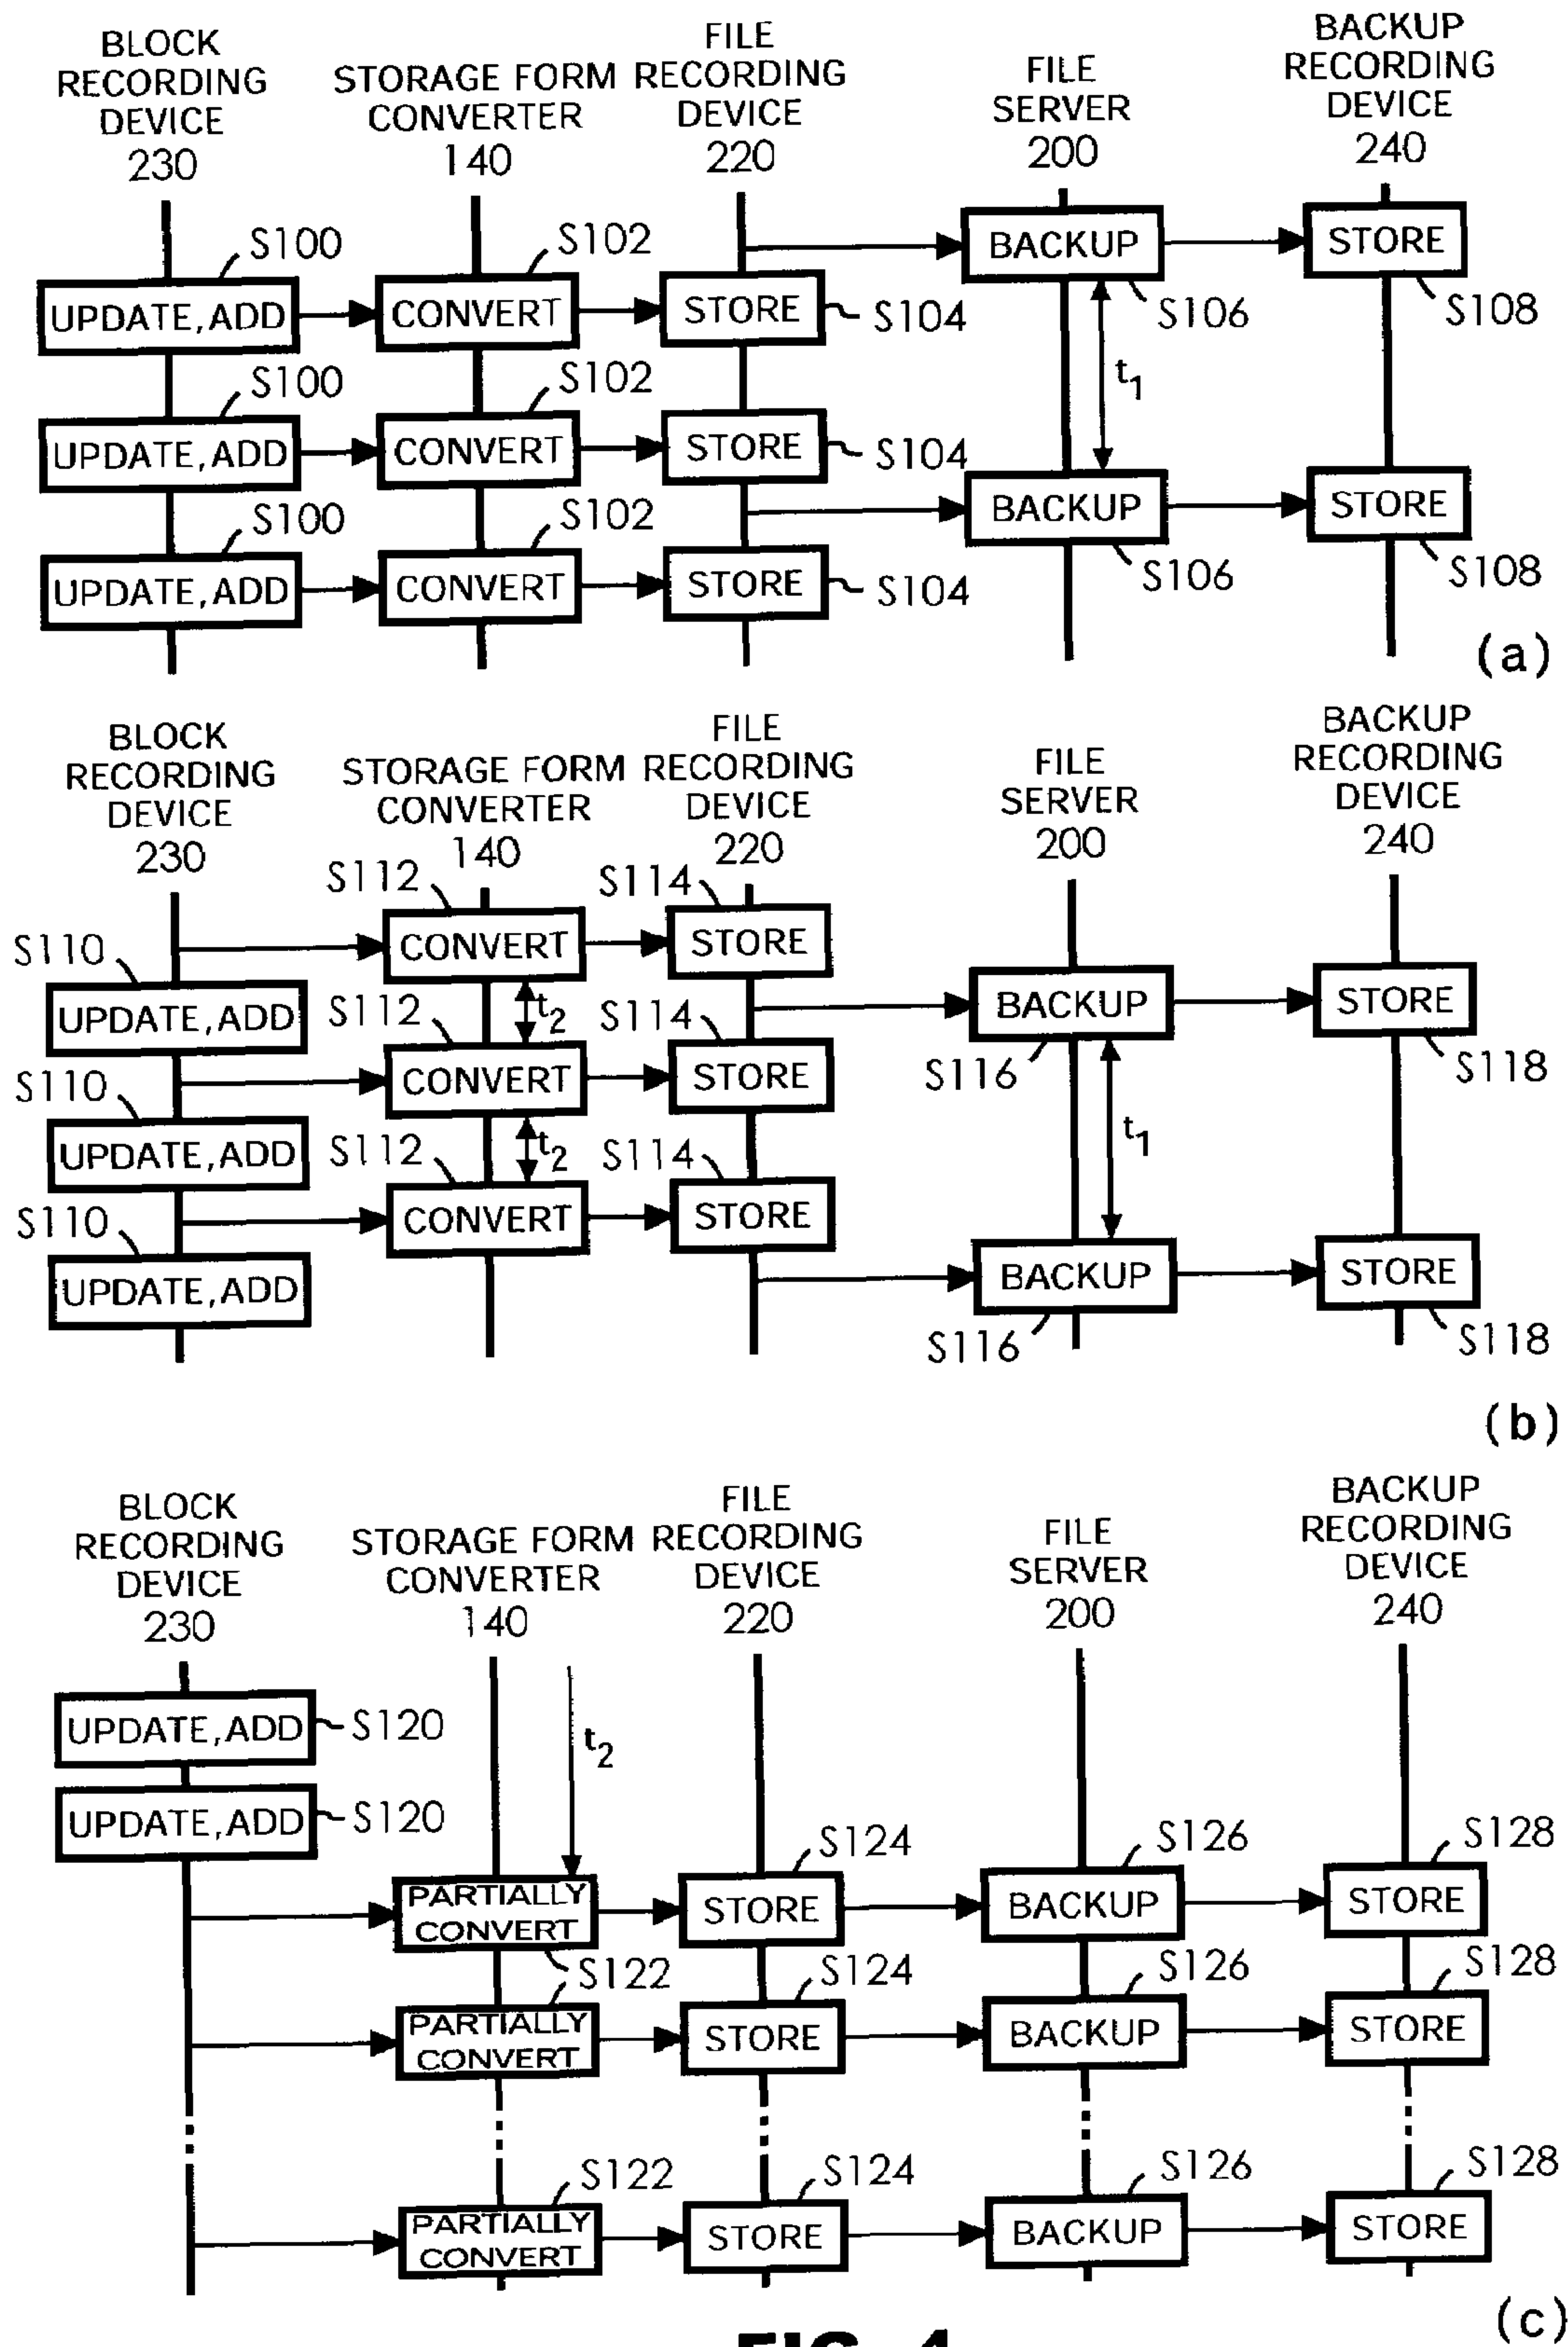 BLOCK
RECORDING
DEVICE
230
STORAGE FORM
CONVERTER
140
FILE
RECORDING
DEVICE
220
FILE
SERVER
200
BACKUP
RECORDING
DEVICE
240
BACKUP
S106
STORE
S108
S100
UPDATE,ADD
S102
CONVERT
STORE
S104
t1
S100
UPDATE,ADD
S102
CONVERT
STORE
S104
BACKUP
S106
STORE
S108
S100
UPDATE,ADD
S102
CONVERT
STORE
S104
(a)
BLOCK
RECORDING
DEVICE
230
STORAGE FORM
CONVERTER
140
FILE
RECORDING
DEVICE
220
FILE
SERVER
200
BACKUP
RECORDING
DEVICE
240
S112
CONVERT
S114
STORE
S110
UPDATE,ADD
t2
BACKUP
S116
STORE
S118
S112
CONVERT
S114
STORE
S110
UPDATE,ADD
t2
t1
S112
CONVERT
S114
STORE
S110
UPDATE,ADD
BACKUP
S116
STORE
S118
(b)
BLOCK
RECORDING
DEVICE
230
STORAGE FORM
CONVERTER
140
FILE
RECORDING
DEVICE
220
FILE
SERVER
200
BACKUP
RECORDING
DEVICE
240
UPDATE,ADD
S120
t2
UPDATE,ADD
S120
PARTIALLY
CONVERT
S122
S124
STORE
S126
BACKUP
S128
STORE
PARTIALLY
CONVERT
S124
STORE
S126
BACKUP
S128
STORE
S122
PARTIALLY
CONVERT
S124
STORE
S126
BACKUP
S128
STORE
(c)